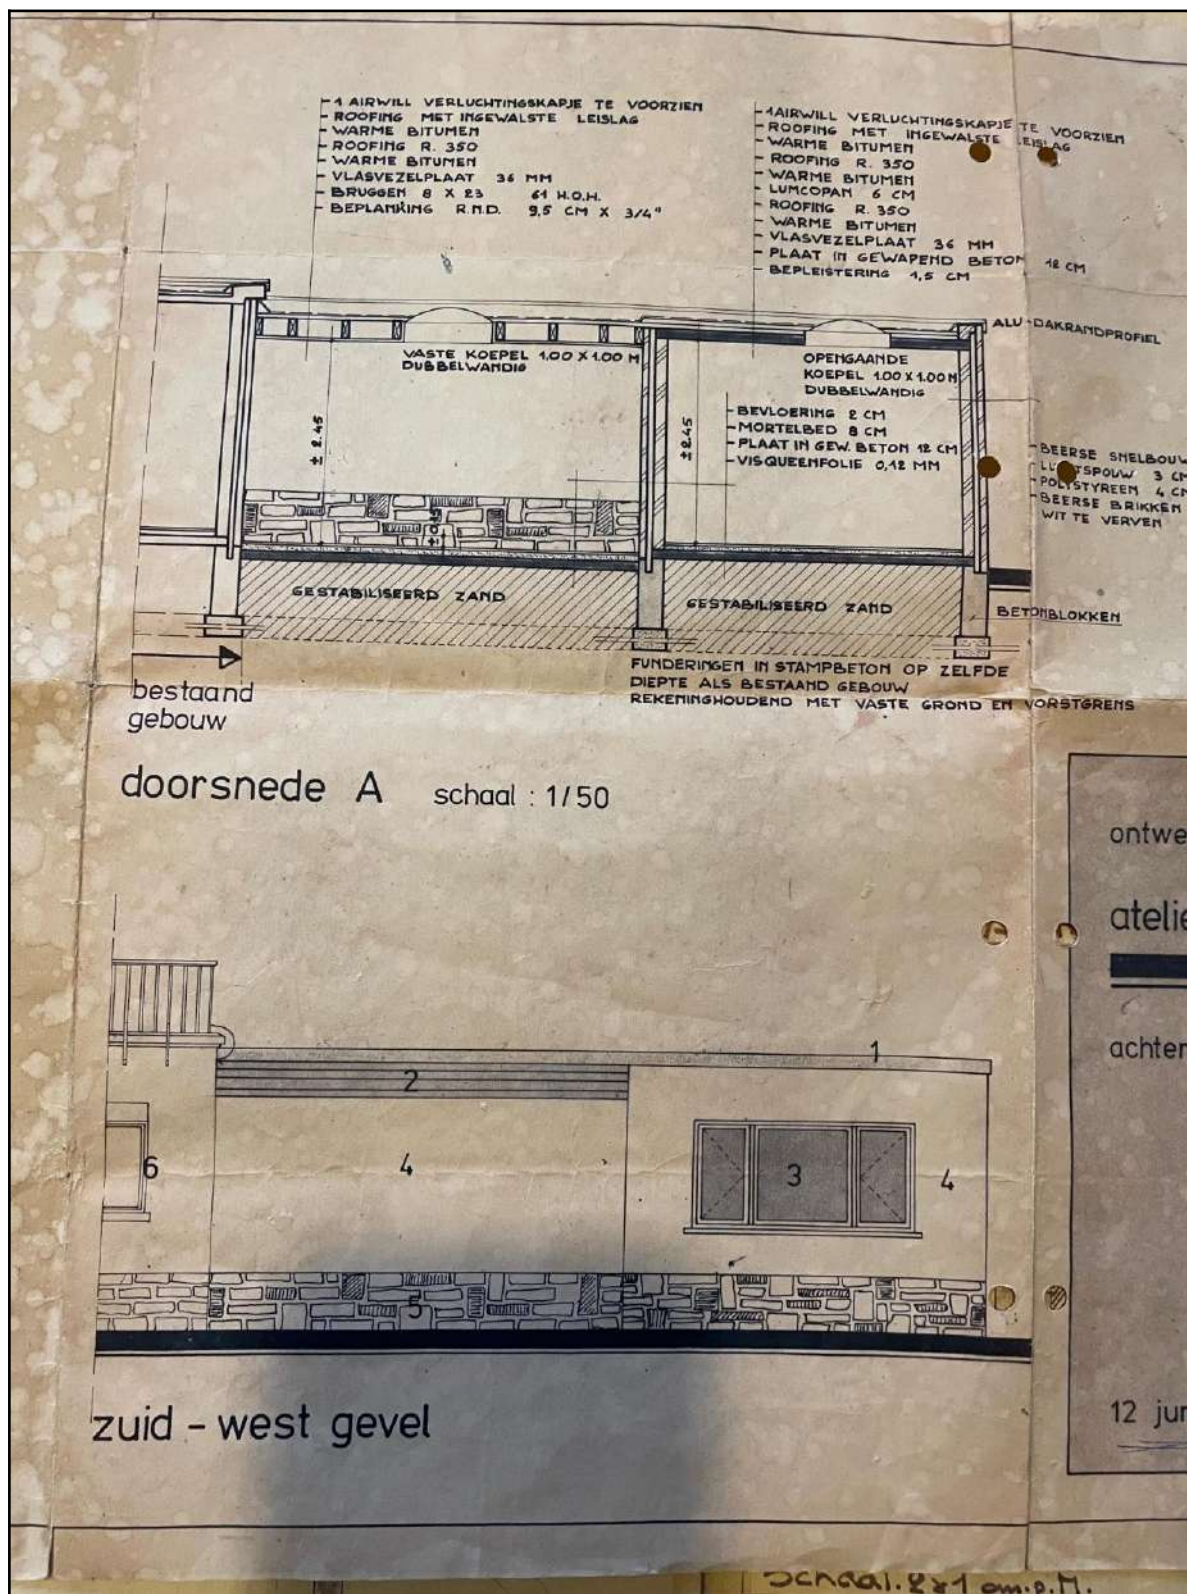 - 1 AIRWILL VERLUCHTINGSKAPJE TE VOORZIEN
- ROOFING MET INGEWALSTE LEISLAG
- WARME BITUMEN
- ROOFING R. 350
- WARME BITUMEN
- VLASVEZELPLAAT 36 MM
- BRUGGEN 8 X 23 61 H.O.H.
- BEPLANKING R.N.D. 9,5 CM X 3/4"
- 1 AIRWILL VERLUCHTINGSKAPJE TE VOORZIEN
- ROOFING MET INGEWALSTE LEISLAG
- WARME BITUMEN
- ROOFING R. 350
- WARME BITUMEN
- LUMCOPAN 6 CM
- ROOFING R. 350
- WARME BITUMEN
- VLASVEZELPLAAT 36 MM
- PLAAT IN GEWAPEND BETON 12 CM
- BEPLEISTERING 1,5 CM
ALU-DAKRANDPROFIEL
VASTE KOEPEL 1.00 X 1.00 M
DUBBELWANDIG
OPENGAANDE
KOEPEL 1.00 X 1.00 M
DUBBELWANDIG
± 2.45
± 2.45
- BEVLOERING 2 CM
- MORTELBED 8 CM
- PLAAT IN GEW. BETON 12 CM
- VISQUEENFOLIE 0,12 MM
- BEERSE SNELBOUW
- LUCHTSPOUW 3 CM
- POLYSTYREEN 4 CM
- BEERSE BRIKKEN
WIT TE VERVEN
GESTABILISEERD ZAND
GESTABILISEERD ZAND
BETONBLOKKEN
FUNDERINGEN IN STAMPBETON OP ZELFDE
DIEPTE ALS BESTAAND GEBOUW
REKENINGHOUDEND MET VASTE GROND EN VORSTGRENS
bestaand
gebouw
doorsnede A schaal : 1/50
ontwe
atelie
achter
1
2
6
4
3
4
5
zuid - west gevel
12 jun